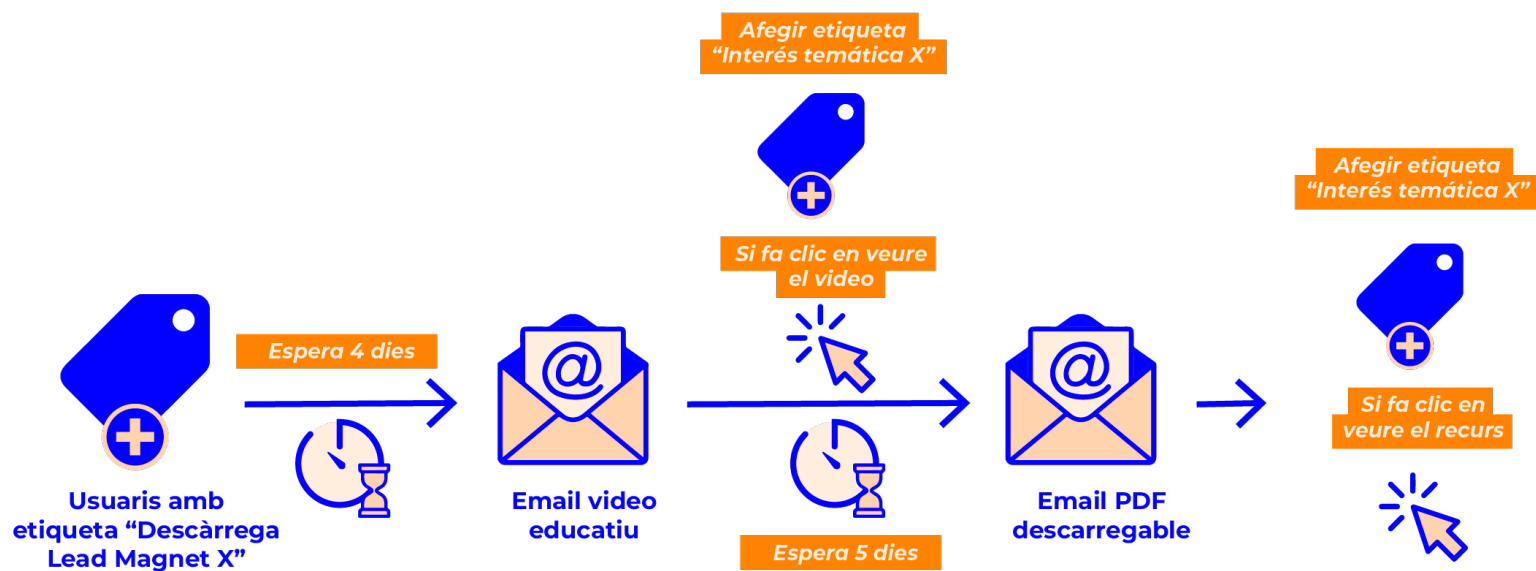 Afegir etiqueta
“Interés temática X”
Afegir etiqueta
“Interés temática X”
Si fa clic en veure
el video
Espera 4 dies
@
@
Si fa clic en
veure el recurs
Usuaris amb
etiqueta “Descàrrega
Lead Magnet X”
Email video
educatiu
Email PDF
descarregable
Espera 5 dies